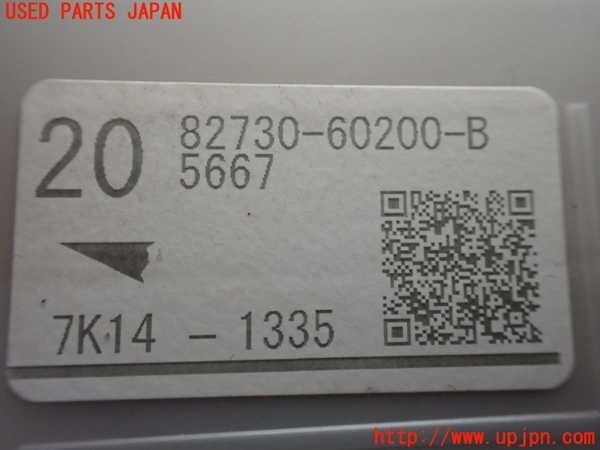 USED PARTS JAPAN
20
82730-60200-B
5667
7K14 - 1335
http://www.upjpn.com/